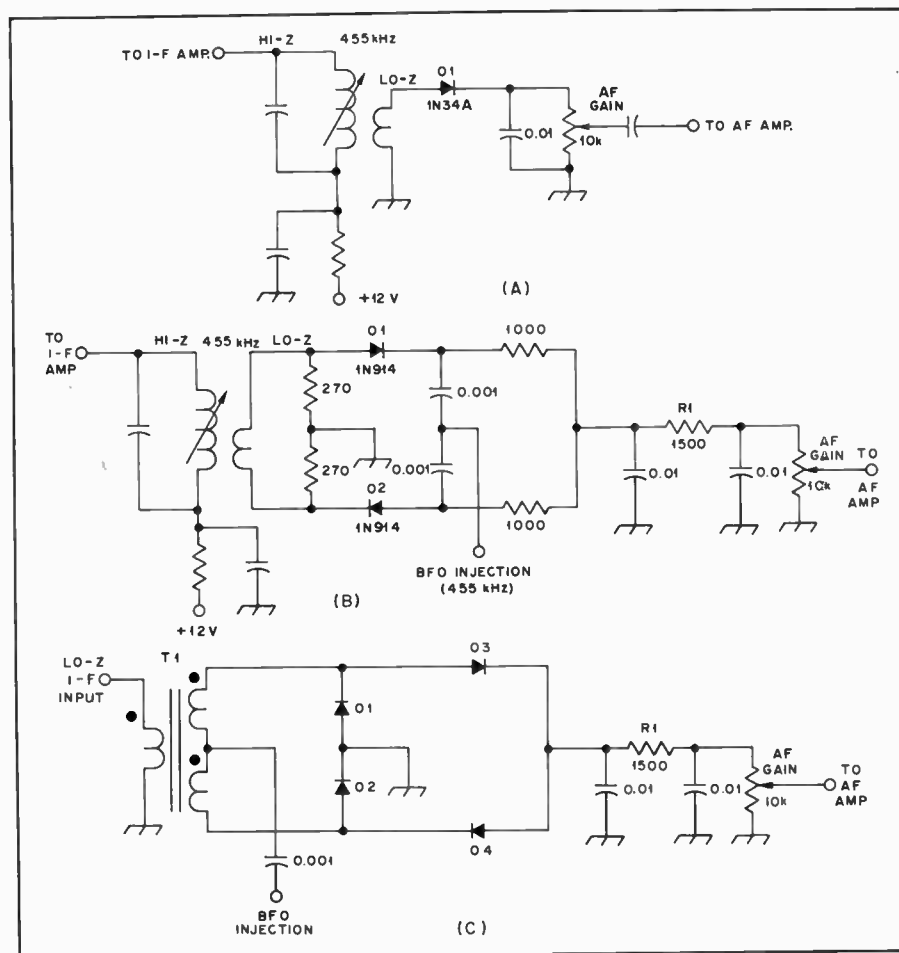 HI-Z 455 kHz
TO I-F AMP.
LO-Z
D1
1N34A
AF
GAIN
0.01
10k
TO AF AMP.
+12 V
(A)
TO
I-F
AMP
HI-Z 455 kHz LO-Z
D1
1N914
1000
270
0.001
270
0.001
D2
1N914
1000
R1
1500
0.01
0.01
AF
GAIN
10k
TO
AF
AMP
BFO INJECTION
(455 kHz)
+12V
(B)
LO-Z
I-F
INPUT
T1
D3
D1
D2
D4
R1
1500
0.01
0.01
AF
GAIN
10k
TO
AF
AMP
0.001
BFO
INJECTION
(C)